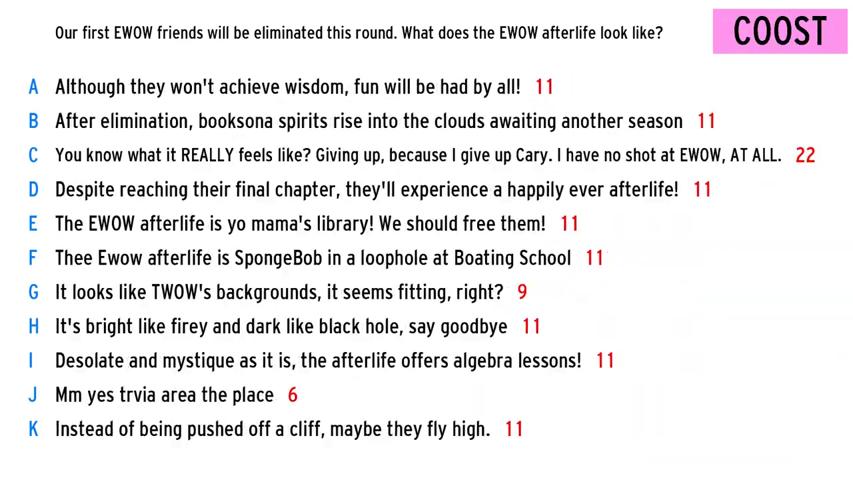 Our first EWOW friends will be eliminated this round. What does the EWOW afterlife look like?
COOST
A Although they won't achieve wisdom, fun will be had by all! 11
B After elimination, booksona spirits rise into the clouds awaiting another season 11
C You know what it REALLY feels like? Giving up, because I give up Cary. I have no shot at EWOW, AT ALL. 22
D Despite reaching their final chapter, they'll experience a happily ever afterlife! 11
E The EWOW afterlife is yo mama's library! We should free them! 11
F Thee Ewow afterlife is SpongeBob in a loophole at Boating School 11
G It looks like TWOW's backgrounds, it seems fitting, right? 9
H It's bright like firey and dark like black hole, say goodbye 11
I Desolate and mystique as it is, the afterlife offers algebra lessons! 11
J Mm yes trvia area the place 6
K Instead of being pushed off a cliff, maybe they fly high. 11